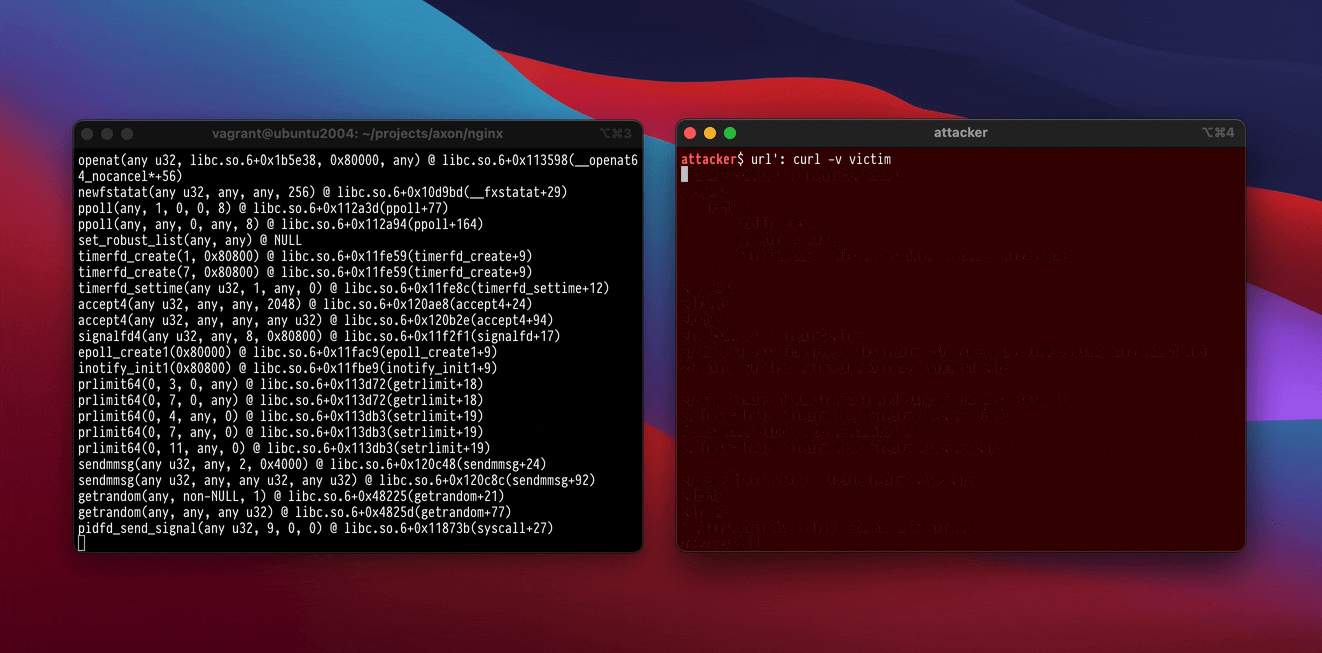 vagrant@ubuntu2004: ~/projects/axon/nginx
⌥⌘3
openat(any u32, libc.so.6+0x1b5e38, 0x80000, any) @ libc.so.6+0x113598(__openat6
4_nocancel*+56)
newfstatat(any u32, any, any, 256) @ libc.so.6+0x10d9bd(__fxstatat+29)
ppoll(any, 1, 0, 0, 8) @ libc.so.6+0x112a3d(ppoll+77)
ppoll(any, any, 0, any, 8) @ libc.so.6+0x112a94(ppoll+164)
set_robust_list(any, any) @ NULL
timerfd_create(1, 0x80800) @ libc.so.6+0x11fe59(timerfd_create+9)
timerfd_create(7, 0x80800) @ libc.so.6+0x11fe59(timerfd_create+9)
timerfd_settime(any u32, 1, any, 0) @ libc.so.6+0x11fe8c(timerfd_settime+12)
accept4(any u32, any, any, 2048) @ libc.so.6+0x120ae8(accept4+24)
accept4(any u32, any, any, any u32) @ libc.so.6+0x120b2e(accept4+94)
signalfd4(any u32, any, 8, 0x80800) @ libc.so.6+0x11f2f1(signalfd+17)
epoll_create1(0x80000) @ libc.so.6+0x11fac9(epoll_create1+9)
inotify_init1(0x80800) @ libc.so.6+0x11fbe9(inotify_init1+9)
prlimit64(0, 3, 0, any) @ libc.so.6+0x113d72(getrlimit+18)
prlimit64(0, 7, 0, any) @ libc.so.6+0x113d72(getrlimit+18)
prlimit64(0, 4, any, 0) @ libc.so.6+0x113db3(setrlimit+19)
prlimit64(0, 7, any, 0) @ libc.so.6+0x113db3(setrlimit+19)
prlimit64(0, 11, any, 0) @ libc.so.6+0x113db3(setrlimit+19)
sendmmsg(any u32, any, 2, 0x4000) @ libc.so.6+0x120c48(sendmmsg+24)
sendmmsg(any u32, any, any u32, any u32) @ libc.so.6+0x120c8c(sendmmsg+92)
getrandom(any, non-NULL, 1) @ libc.so.6+0x48225(getrandom+21)
getrandom(any, any, any u32) @ libc.so.6+0x4825d(getrandom+77)
pidfd_send_signal(any u32, 9, 0, 0) @ libc.so.6+0x11873b(syscall+27)
attacker
⌥⌘4
attacker$ url': curl -v victim